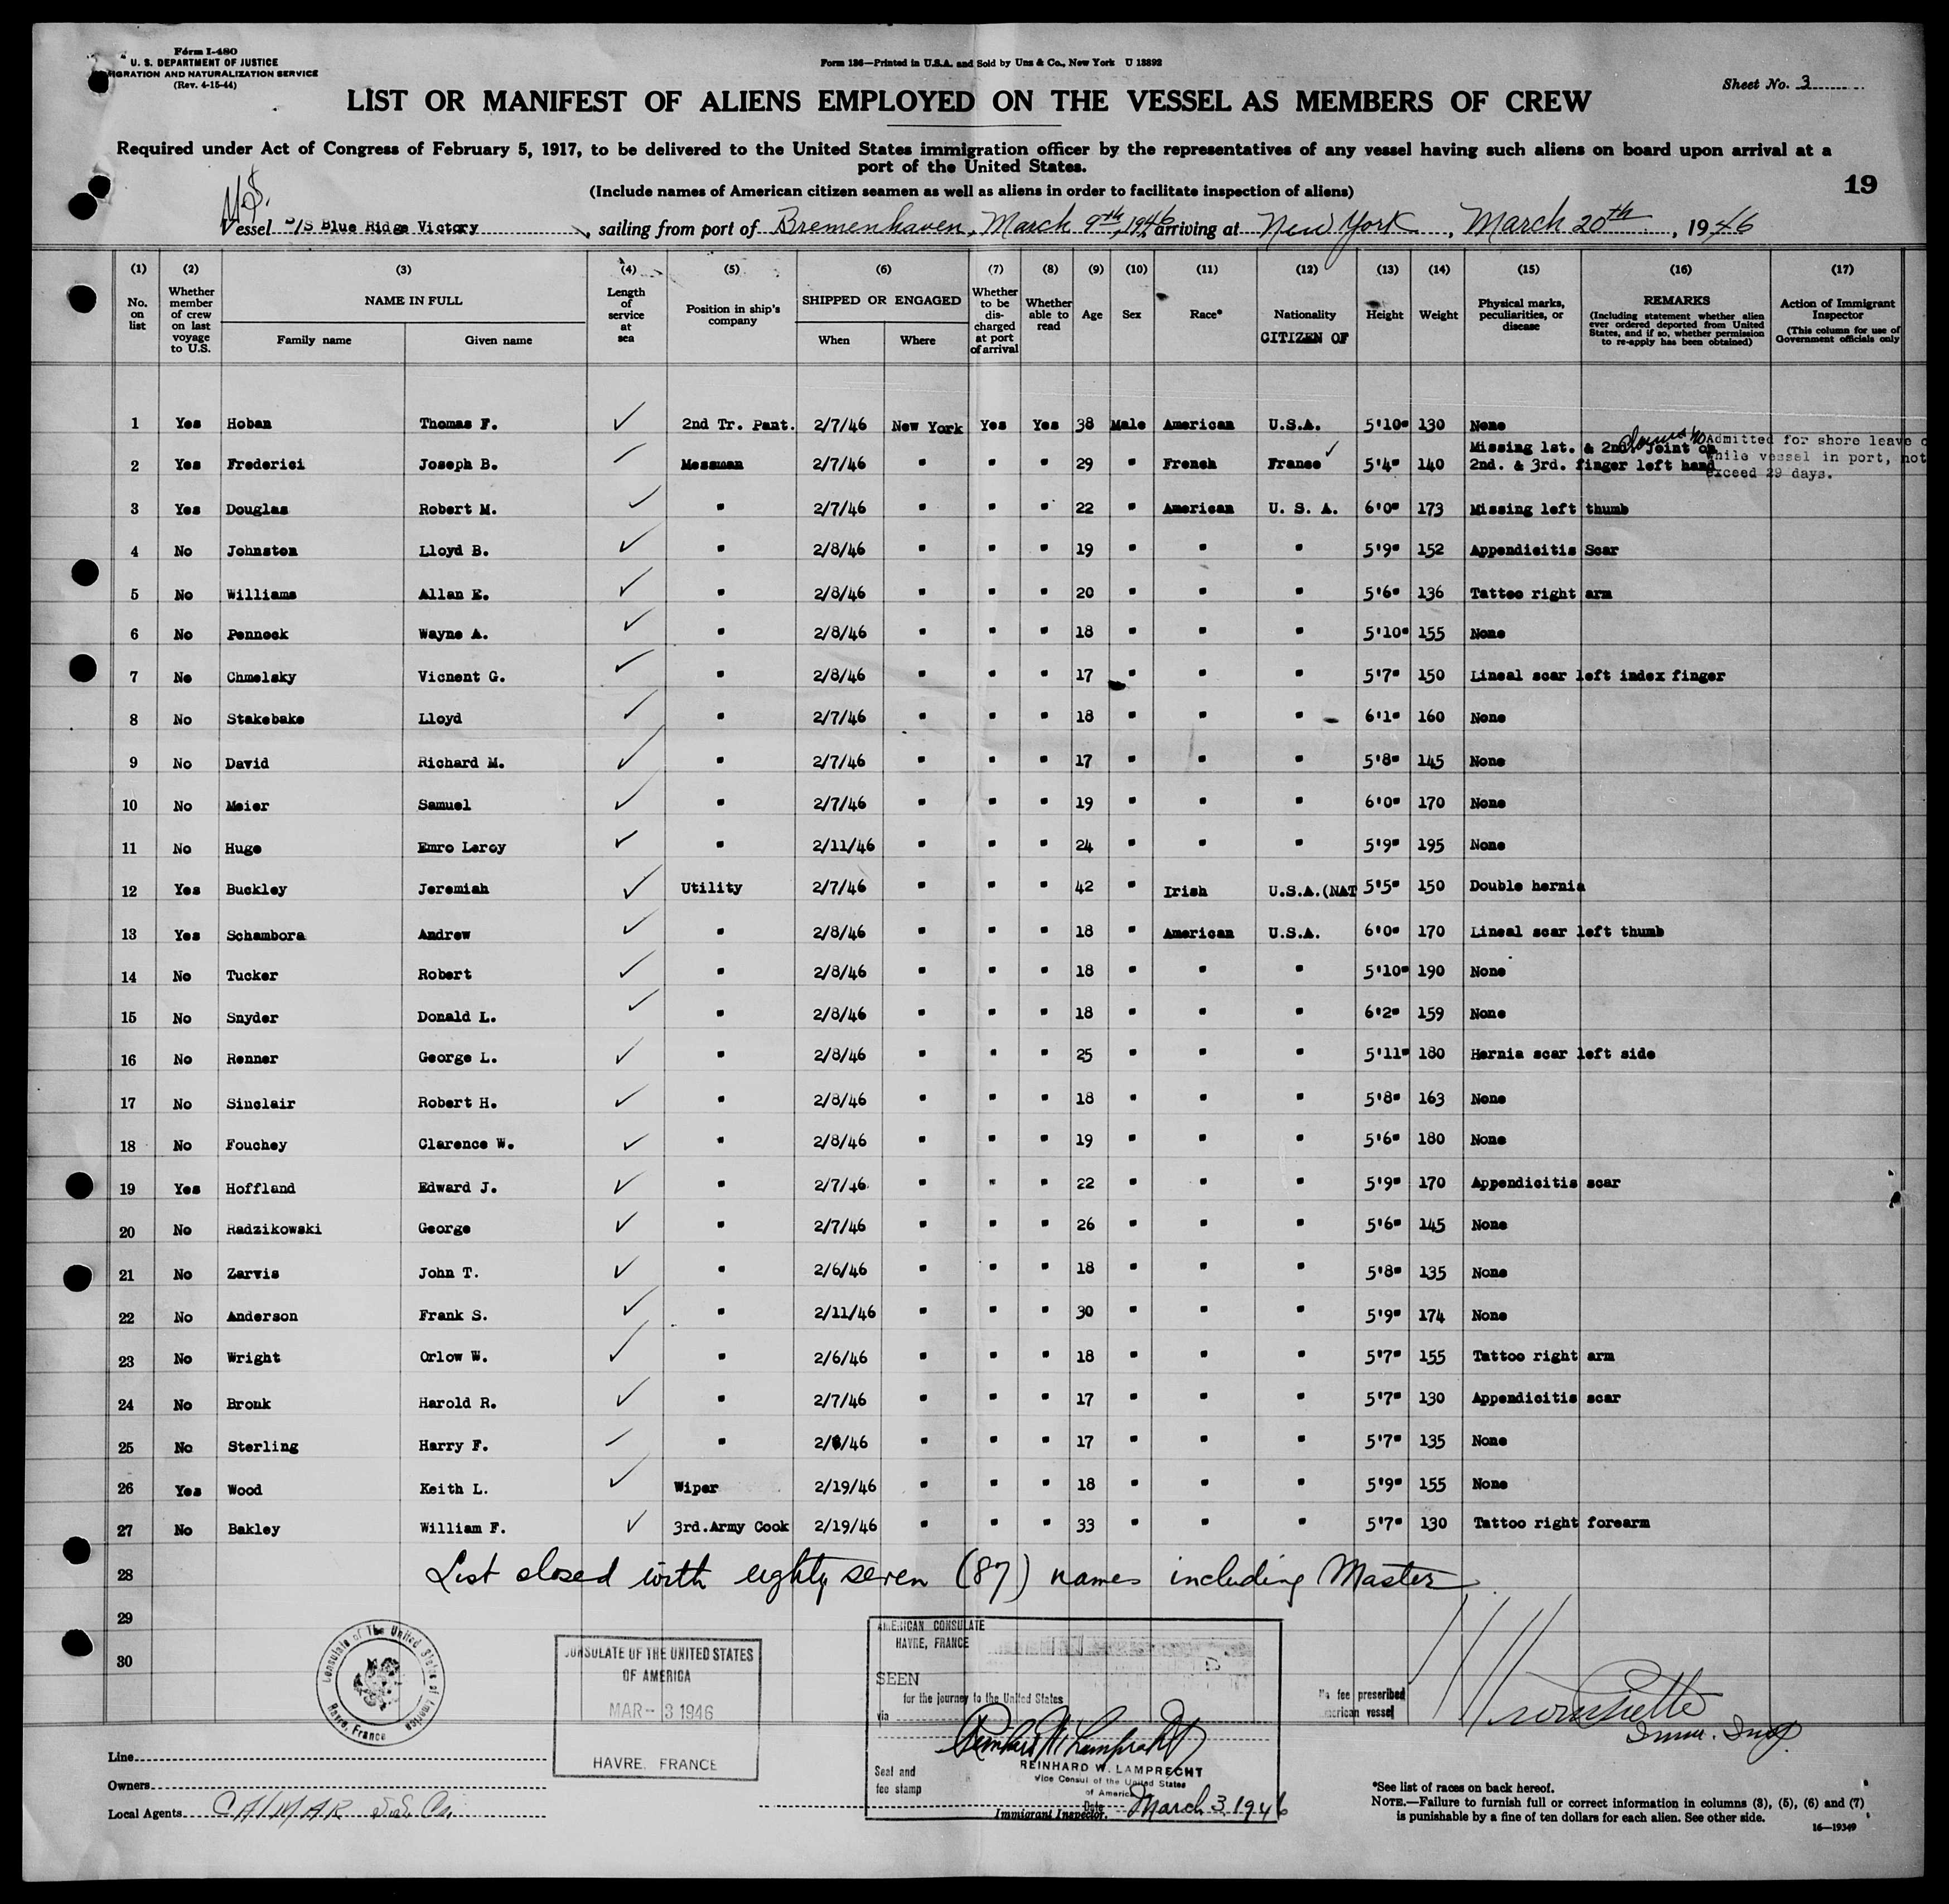 Form I-480
U. S. DEPARTMENT OF JUSTICE
IGRATION AND NATURALIZATION SERVICE
(Rev. 4-15-44)
Form 136—Printed in U.S.A. and Sold by Unz & Co., New York U 13892
Sheet No. 3
LIST OR MANIFEST OF ALIENS EMPLOYED ON THE VESSEL AS MEMBERS OF CREW
Required under Act of Congress of February 5, 1917, to be delivered to the United States immigration officer by the representatives of any vessel having such aliens on board upon arrival at a
port of the United States.
(Include names of American citizen seamen as well as aliens in order to facilitate inspection of aliens)
19
Vessel S/S Blue Ridge Victory, sailing from port of Bremenhaven, March 9th, 1946 arriving at New York, March 20th, 1946
(1) (2) (3) (4) (5) (6) (7) (8) (9) (10) (11) (12) (13) (14) (15) (16) (17)
No. on list
Whether member of crew on last voyage to U.S.
NAME IN FULL
Family name
Given name
Length of service at sea
Position in ship's company
SHIPPED OR ENGAGED
When
Where
Whether to be discharged at port of arrival
Whether able to read
Age
Sex
Race*
Nationality
CITIZEN OF
Height
Weight
Physical marks, peculiarities, or disease
REMARKS
(Including statement whether alien ever ordered deported from United States, and if so, whether permission to re-apply has been obtained)
Action of Immigrant Inspector
(This column for use of Government officials only
1 Yes Hoban Thomas F. ✓ 2nd Tr. Pant. 2/7/46 New York Yes Yes 38 Male American U.S.A. 5'10" 130 None
2 Yes Frederici Joseph B. ✓ Messman 2/7/46 " " " 29 " French France ✓ 5'4" 140 Missing 1st. & 2nd. joint on 2nd. & 3rd. finger left hand
Admitted for shore leave
while vessel in port, not
exceed 29 days.
3 Yes Douglas Robert M. ✓ " 2/7/46 " " " 22 " American U. S. A. 6'0" 173 Missing left thumb
4 No Johnston Lloyd B. ✓ " 2/8/46 " " " 19 " " " 5'9" 152 Appendicitis Scar
5 No Williams Allan E. ✓ " 2/8/46 " " " 20 " " " 5'6" 136 Tattoo right arm
6 No Pennock Wayne A. ✓ " 2/8/46 " " " 18 " " " 5'10" 155 None
7 No Chmelsky Vicnent G. ✓ " 2/8/46 " " " 17 " " " 5'7" 150 Lineal scar left index finger
8 No Stakebake Lloyd ✓ " 2/7/46 " " " 18 " " " 6'1" 160 None
9 No David Richard M. ✓ " 2/7/46 " " " 17 " " " 5'8" 145 None
10 No Meier Samuel ✓ " 2/7/46 " " " 19 " " " 6'0" 170 None
11 No Huge Emro Leroy ✓ " 2/11/46 " " " 24 " " " 5'9" 195 None
12 Yes Buckley Jeremiah ✓ Utility 2/7/46 " " " 42 " Irish U.S.A.(NAT 5'5" 150 Double hernia
13 Yes Schambora Andrew ✓ " 2/8/46 " " " 18 " American U.S.A. 6'0" 170 Lineal scar left thumb
14 No Tucker Robert ✓ " 2/8/46 " " " 18 " " " 5'10" 190 None
15 No Snyder Donald L. ✓ " 2/8/46 " " " 18 " " " 6'2" 159 None
16 No Renner George L. ✓ " 2/8/46 " " " 25 " " " 5'11" 180 Hernia scar left side
17 No Sinclair Robert H. ✓ " 2/8/46 " " " 18 " " " 5'8" 163 None
18 No Fouchey Clarence W. ✓ " 2/8/46 " " " 19 " " " 5'6" 180 None
19 Yes Hoffland Edward J. ✓ " 2/7/46 " " " 22 " " " 5'9" 170 Appendicitis scar
20 No Radzikowski George ✓ " 2/7/46 " " " 26 " " " 5'6" 145 None
21 No Zarvis John T. ✓ " 2/6/46 " " " 18 " " " 5'8" 135 None
22 No Anderson Frank S. ✓ " 2/11/46 " " " 30 " " " 5'9" 174 None
23 No Wright Orlow W. ✓ " 2/6/46 " " " 18 " " " 5'7" 155 Tattoo right arm
24 No Bronk Harold R. ✓ " 2/7/46 " " " 17 " " " 5'7" 130 Appendicitis scar
25 No Sterling Harry F. ✓ " 2/8/46 " " " 17 " " " 5'7" 135 None
26 Yes Wood Keith L. ✓ Wiper 2/19/46 " " " 18 " " " 5'9" 155 None
27 No Bakley William F. ✓ 3rd.Army Cook 2/19/46 " " " 33 " " " 5'7" 130 Tattoo right forearm
28 List closed with eighty seven (87) names including Master
29
30
Consulate of The United States of America
Havre, France
CONSULATE OF THE UNITED STATES
OF AMERICA
MAR - 3 1946
HAVRE, FRANCE
AMERICAN CONSULATE
HAVRE, FRANCE
SEEN
for the journey to the United States
via
Reinhard W. Lamprecht
REINHARD W. LAMPRECHT
Vice Consul of the United States
of America
Seal and
fee stamp
Date March 3, 1946
Immigrant Inspector.
fee prescribed
merican vessel
Imm. Insp.
Line
Owners
Local Agents CALMAR S.S. Co.
*See list of races on back hereof.
NOTE.—Failure to furnish full or correct information in columns (3), (5), (6) and (7)
is punishable by a fine of ten dollars for each alien. See other side.
16—19349